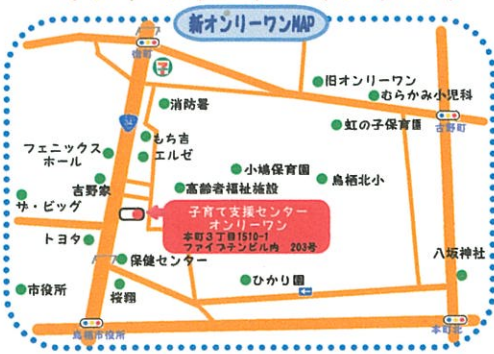 新オンリーワンMAP
宿町
旧オンリーワン
むらかみ小児科
消防署
古野町
虹の子保育園
34
もち吉
フェニックス
ホール
エルゼ
小鳩保育園
鳥栖北小
吉野家
高齢者福祉施設
ザ・ビッグ
子育て支援センター
オンリーワン
本町3丁目1510-1
ファイブテンビル内 203号
トヨタ
保健センター
八坂神社
ひかり園
市役所
桜翔
鳥栖市役所
本町北